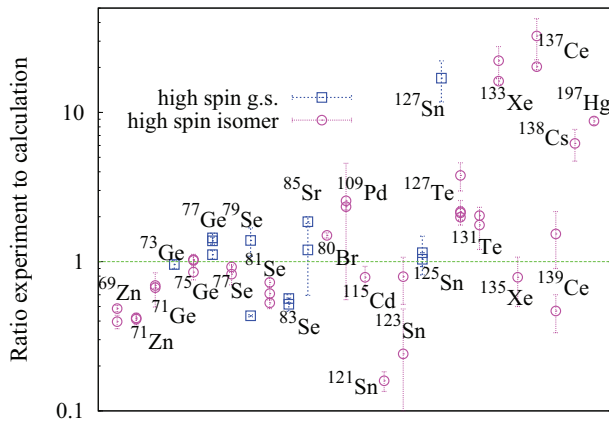 Ratio experiment to calculation
10
1
0.1
high spin g.s.
high spin isomer
69Zn
71Zn
71Ge
73Ge
75Ge
77Ge
77Se
79Se
81Se
83Se
85Sr
80Br
109Pd
115Cd
121Sn
123Sn
125Sn
127Sn
127Te
131Te
133Xe
135Xe
137Ce
139Ce
138Cs
197Hg